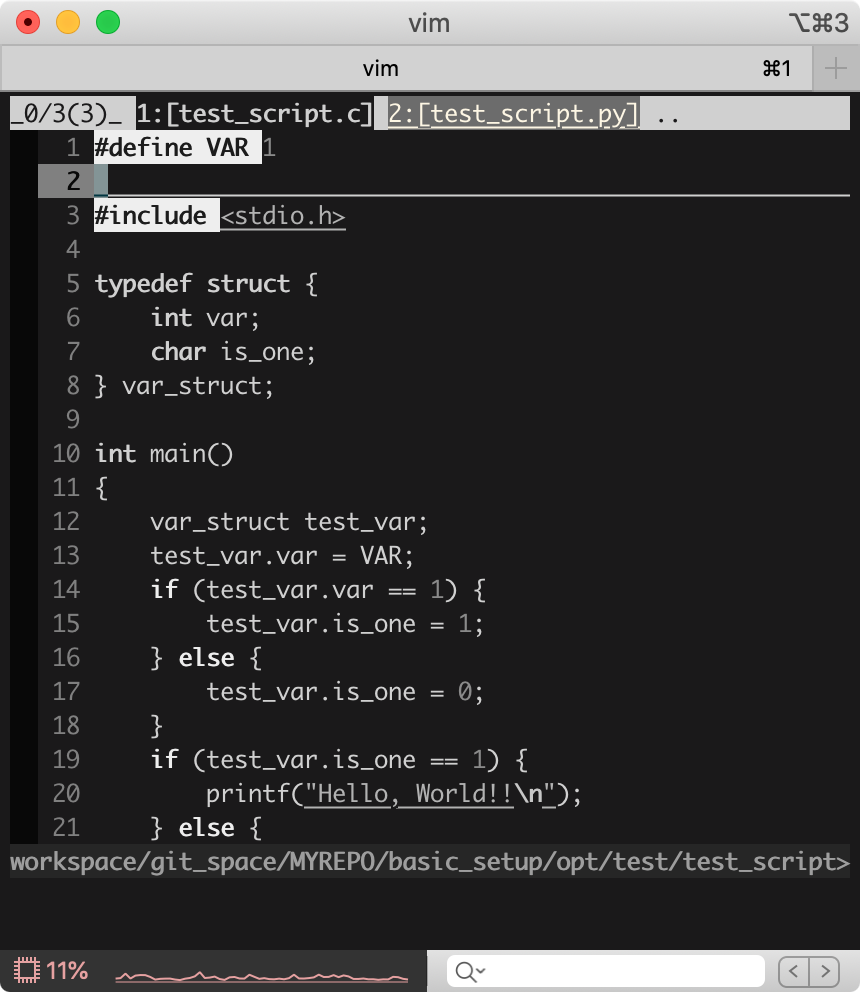 vim ⌥⌘3
vim ⌘1
_0/3(3)_ 1:[test_script.c] 2:[test_script.py] ..
1 #define VAR 1
2
3 #include <stdio.h>
4
5 typedef struct {
6     int var;
7     char is_one;
8 } var_struct;
9
10 int main()
11 {
12     var_struct test_var;
13     test_var.var = VAR;
14     if (test_var.var == 1) {
15         test_var.is_one = 1;
16     } else {
17         test_var.is_one = 0;
18     }
19     if (test_var.is_one == 1) {
20         printf("Hello, World!!\n");
21     } else {
workspace/git_space/MYREPO/basic_setup/opt/test/test_script>
11%